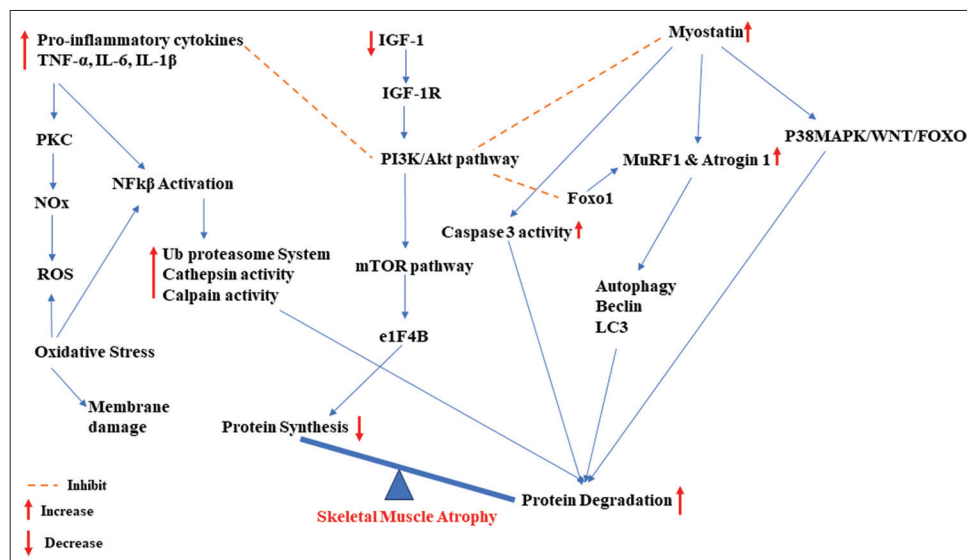 Pro-inflammatory cytokines
TNF-α, IL-6, IL-1β
IGF-1
Myostatin
IGF-1R
PKC
P38MAPK/WNT/FOXO
PI3K/Akt pathway
MuRF1 & Atrogin 1
NFkβ Activation
NOx
Foxo1
Caspase 3 activity
Ub proteasome System
Cathepsin activity
Calpain activity
mTOR pathway
ROS
Autophagy
Beclin
LC3
e1F4B
Oxidative Stress
Membrane
damage
Protein Synthesis
Protein Degradation
Skeletal Muscle Atrophy
Inhibit
Increase
Decrease